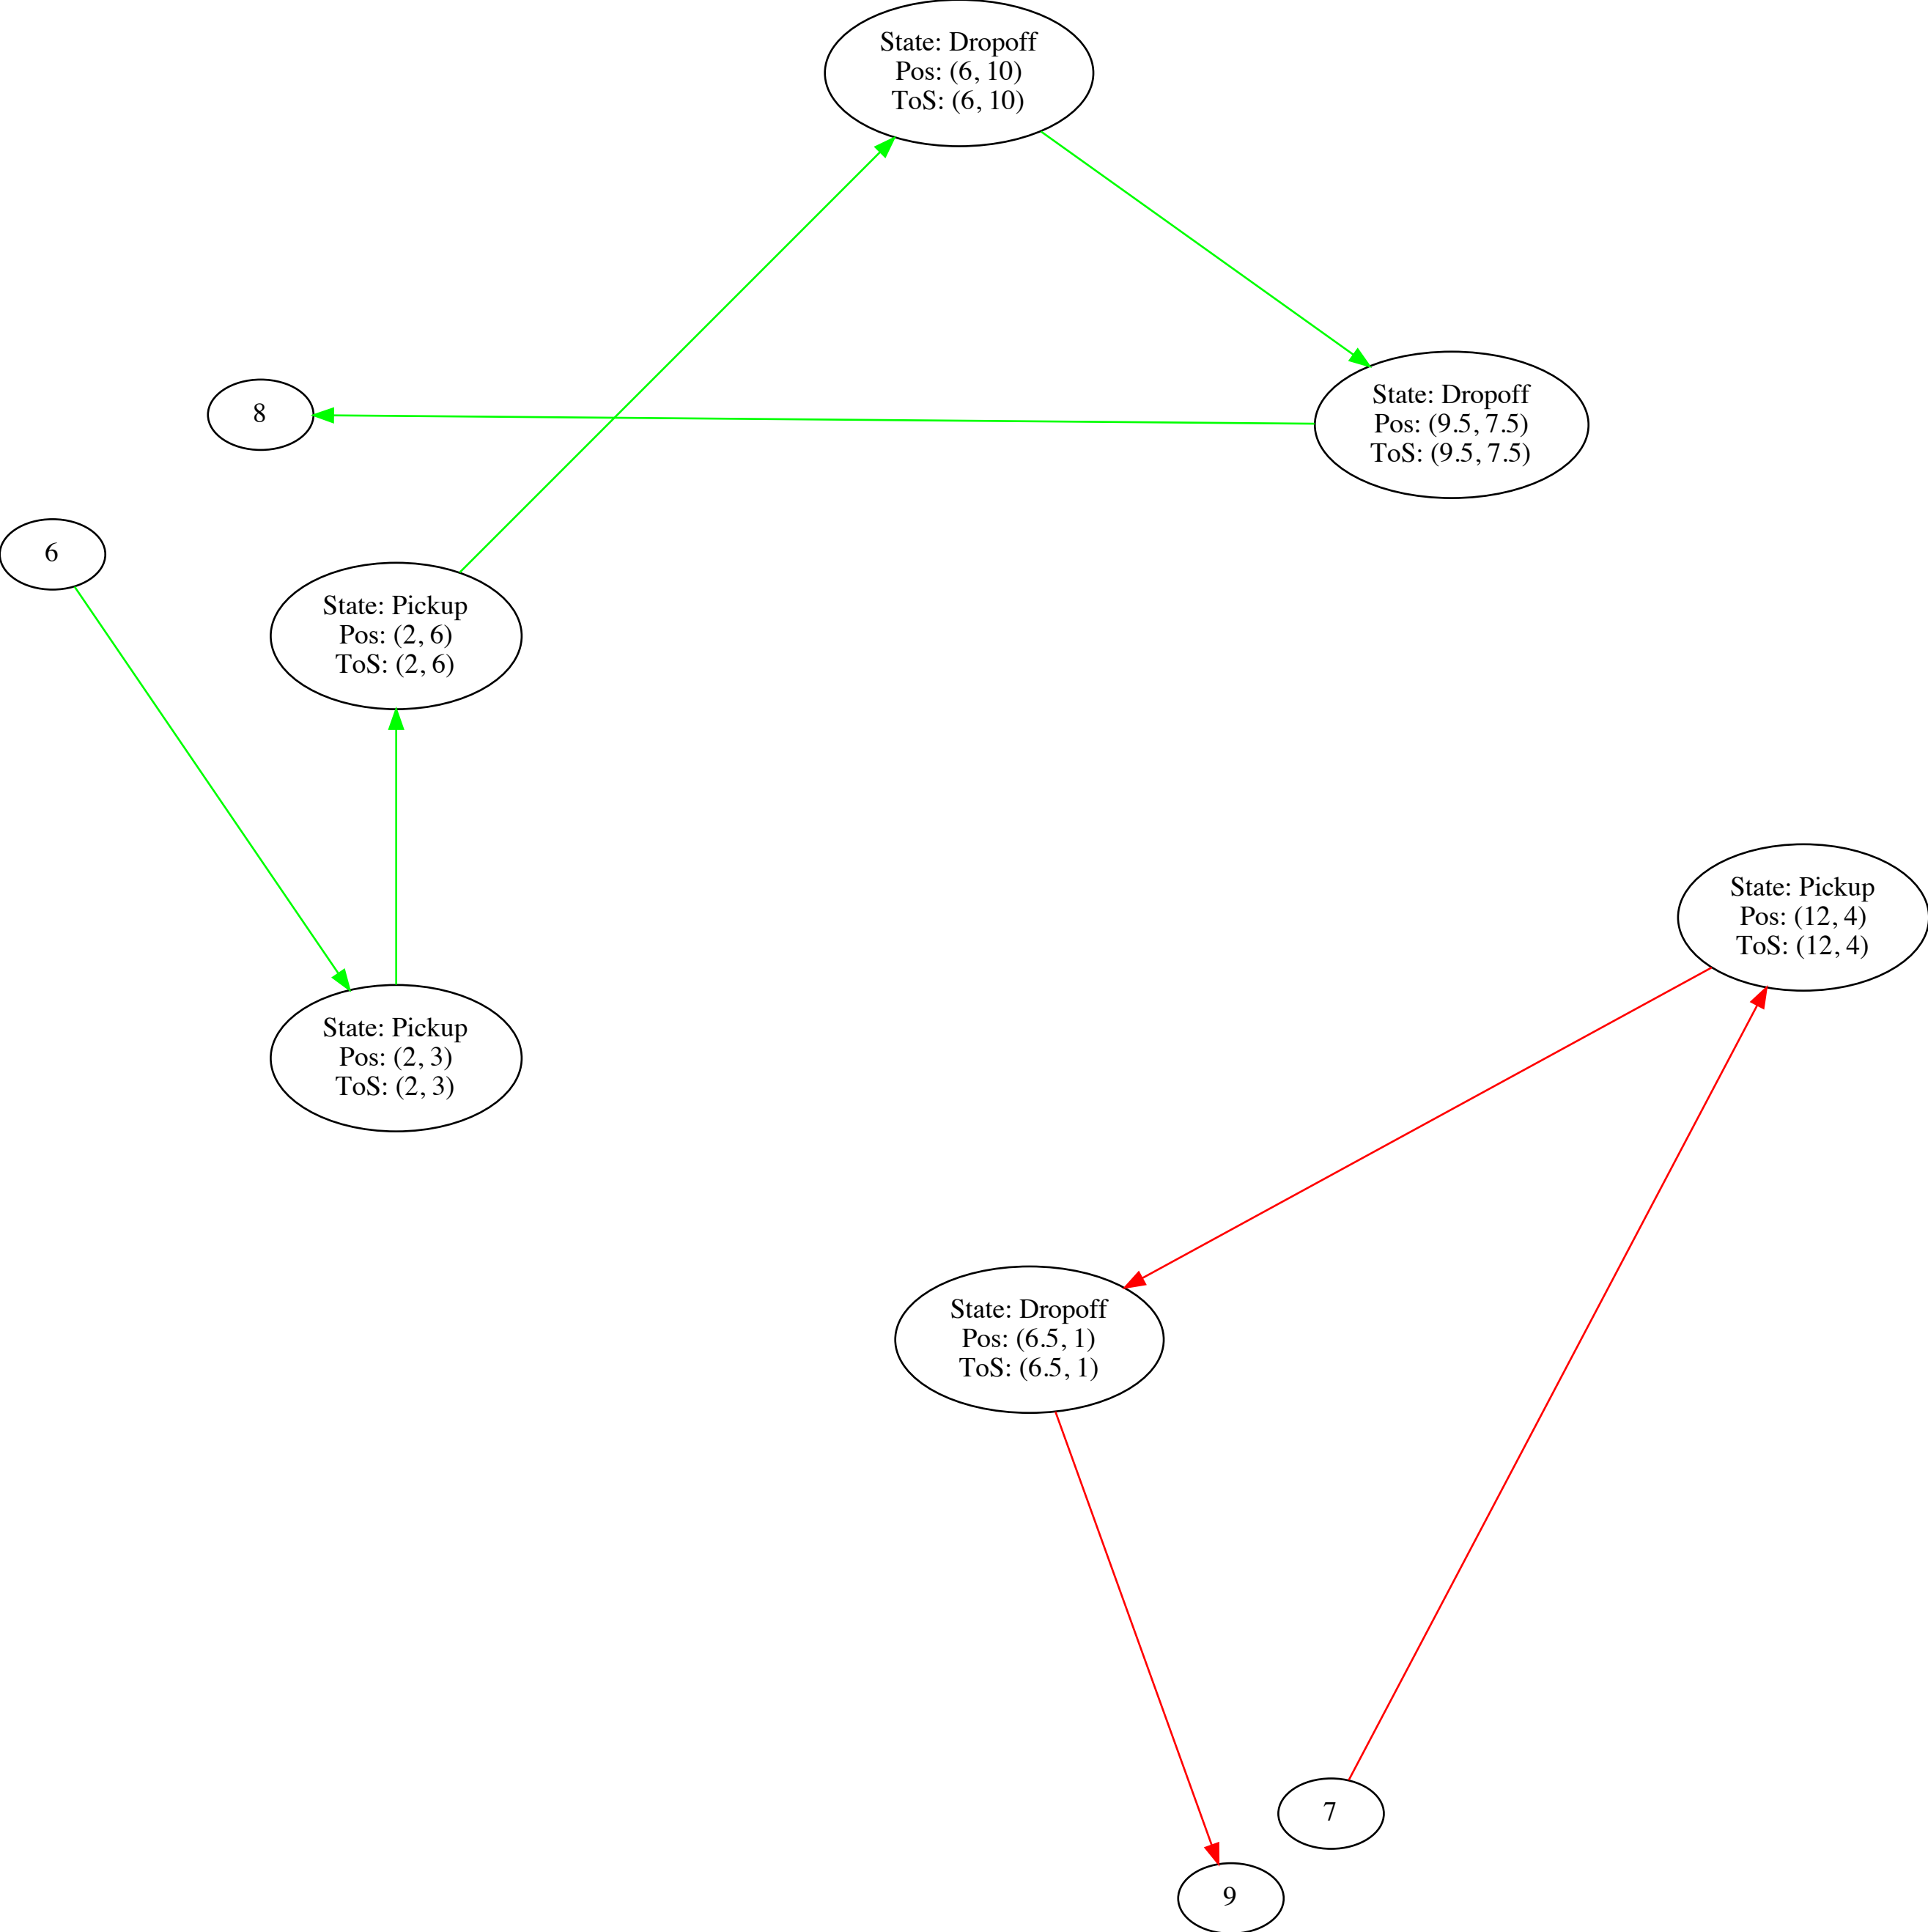 State: Dropoff
Pos: (6, 10)
ToS: (6, 10)
State: Dropoff
Pos: (9.5, 7.5)
ToS: (9.5, 7.5)
8
6
State: Pickup
Pos: (2, 6)
ToS: (2, 6)
State: Pickup
Pos: (12, 4)
ToS: (12, 4)
State: Pickup
Pos: (2, 3)
ToS: (2, 3)
State: Dropoff
Pos: (6.5, 1)
ToS: (6.5, 1)
7
9